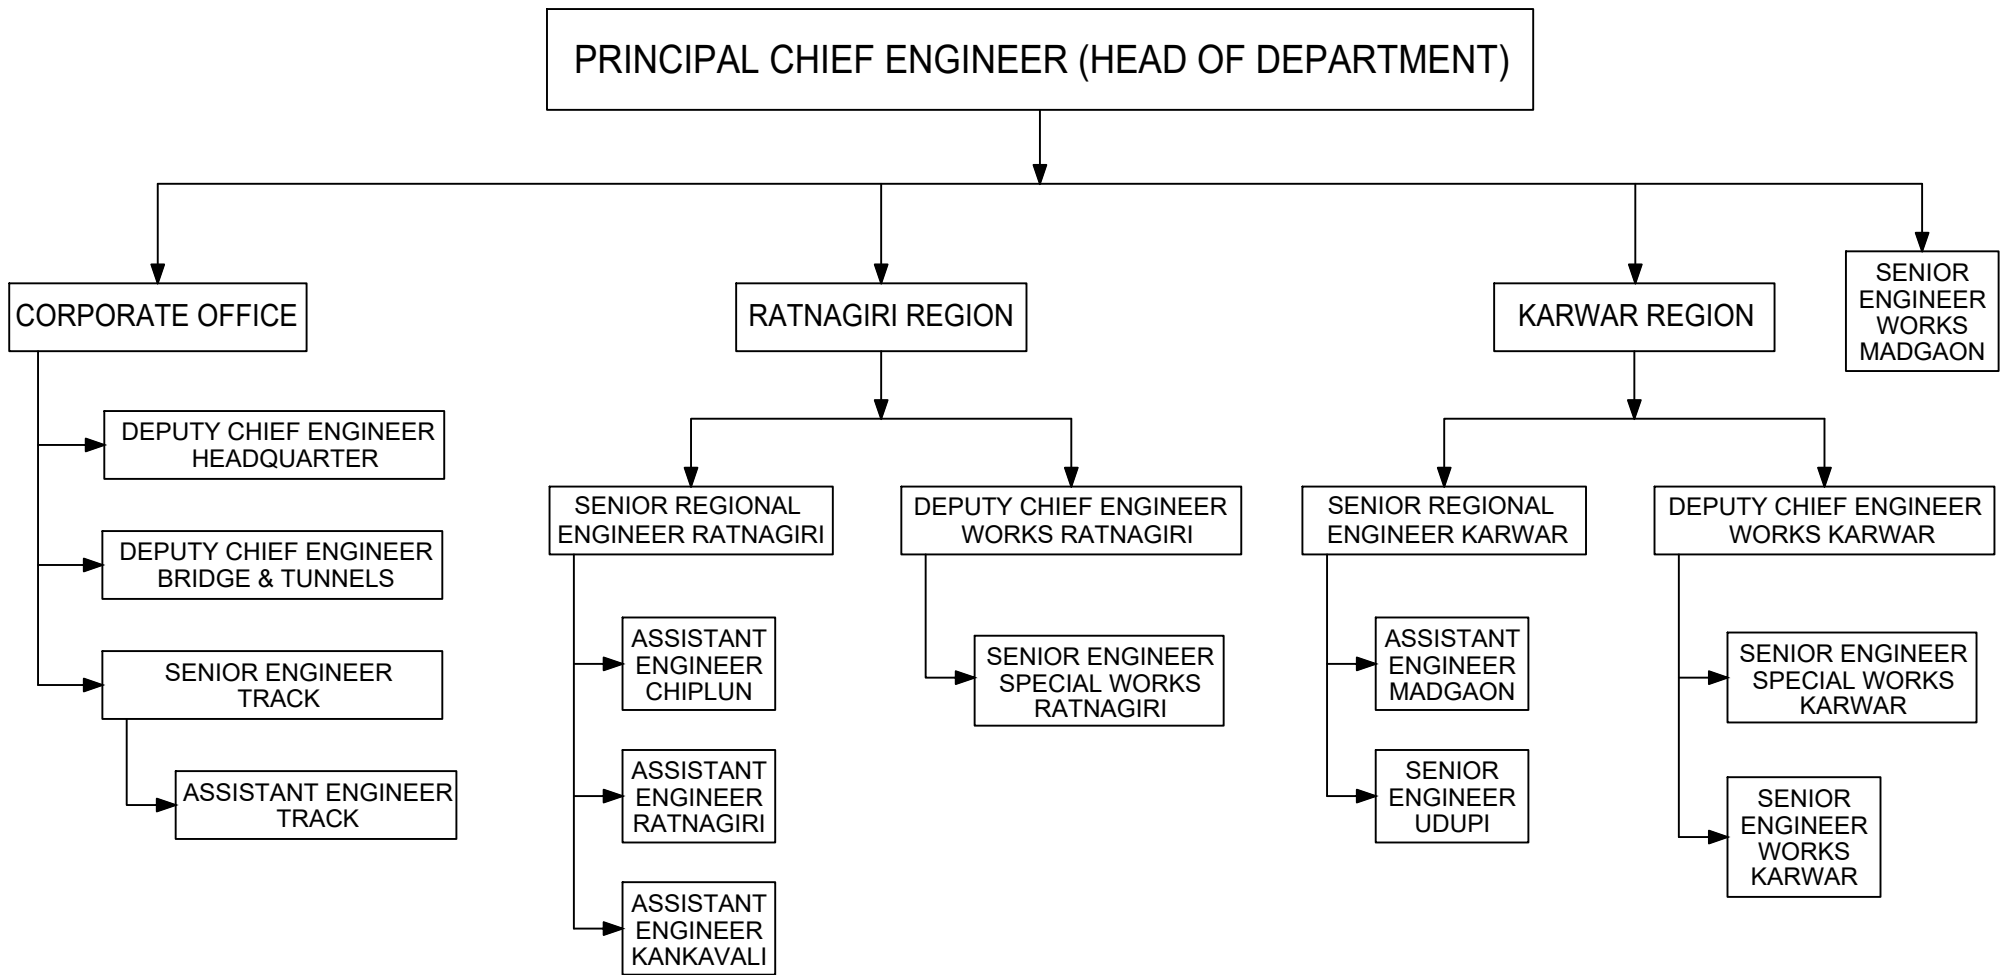 PRINCIPAL CHIEF ENGINEER (HEAD OF DEPARTMENT)
CORPORATE OFFICE
DEPUTY CHIEF ENGINEER
HEADQUARTER
DEPUTY CHIEF ENGINEER
BRIDGE & TUNNELS
SENIOR ENGINEER
TRACK
ASSISTANT ENGINEER
TRACK
RATNAGIRI REGION
SENIOR REGIONAL
ENGINEER RATNAGIRI
ASSISTANT
ENGINEER
CHIPLUN
ASSISTANT
ENGINEER
RATNAGIRI
ASSISTANT
ENGINEER
KANKAVALI
DEPUTY CHIEF ENGINEER
WORKS RATNAGIRI
SENIOR ENGINEER
SPECIAL WORKS
RATNAGIRI
KARWAR REGION
SENIOR REGIONAL
ENGINEER KARWAR
ASSISTANT
ENGINEER
MADGAON
SENIOR
ENGINEER
UDUPI
DEPUTY CHIEF ENGINEER
WORKS KARWAR
SENIOR ENGINEER
SPECIAL WORKS
KARWAR
SENIOR
ENGINEER
WORKS
KARWAR
SENIOR
ENGINEER
WORKS
MADGAON